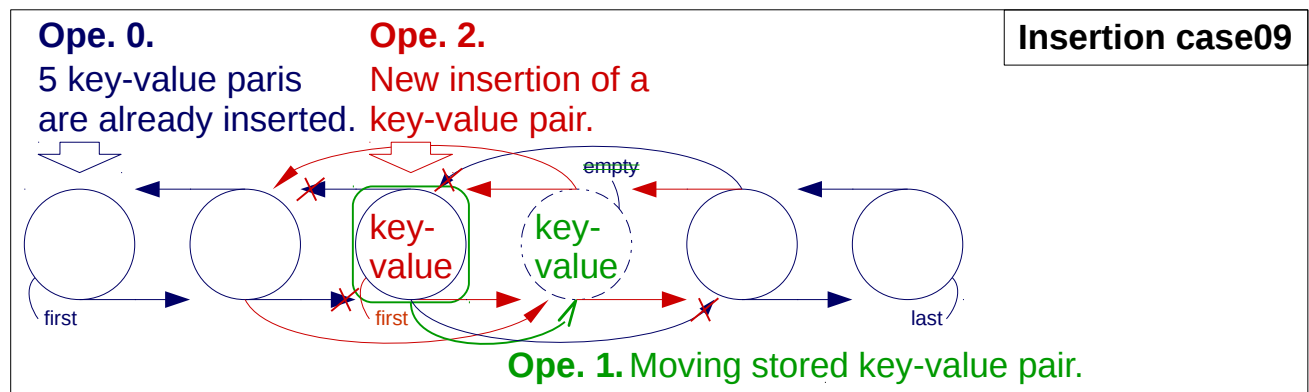 Insertion case09
Ope. 0.
5 key-value paris
are already inserted.
Ope. 2.
New insertion of a
key-value pair.
empty
key-
value
key-
value
first
first
last
Ope. 1. Moving stored key-value pair.